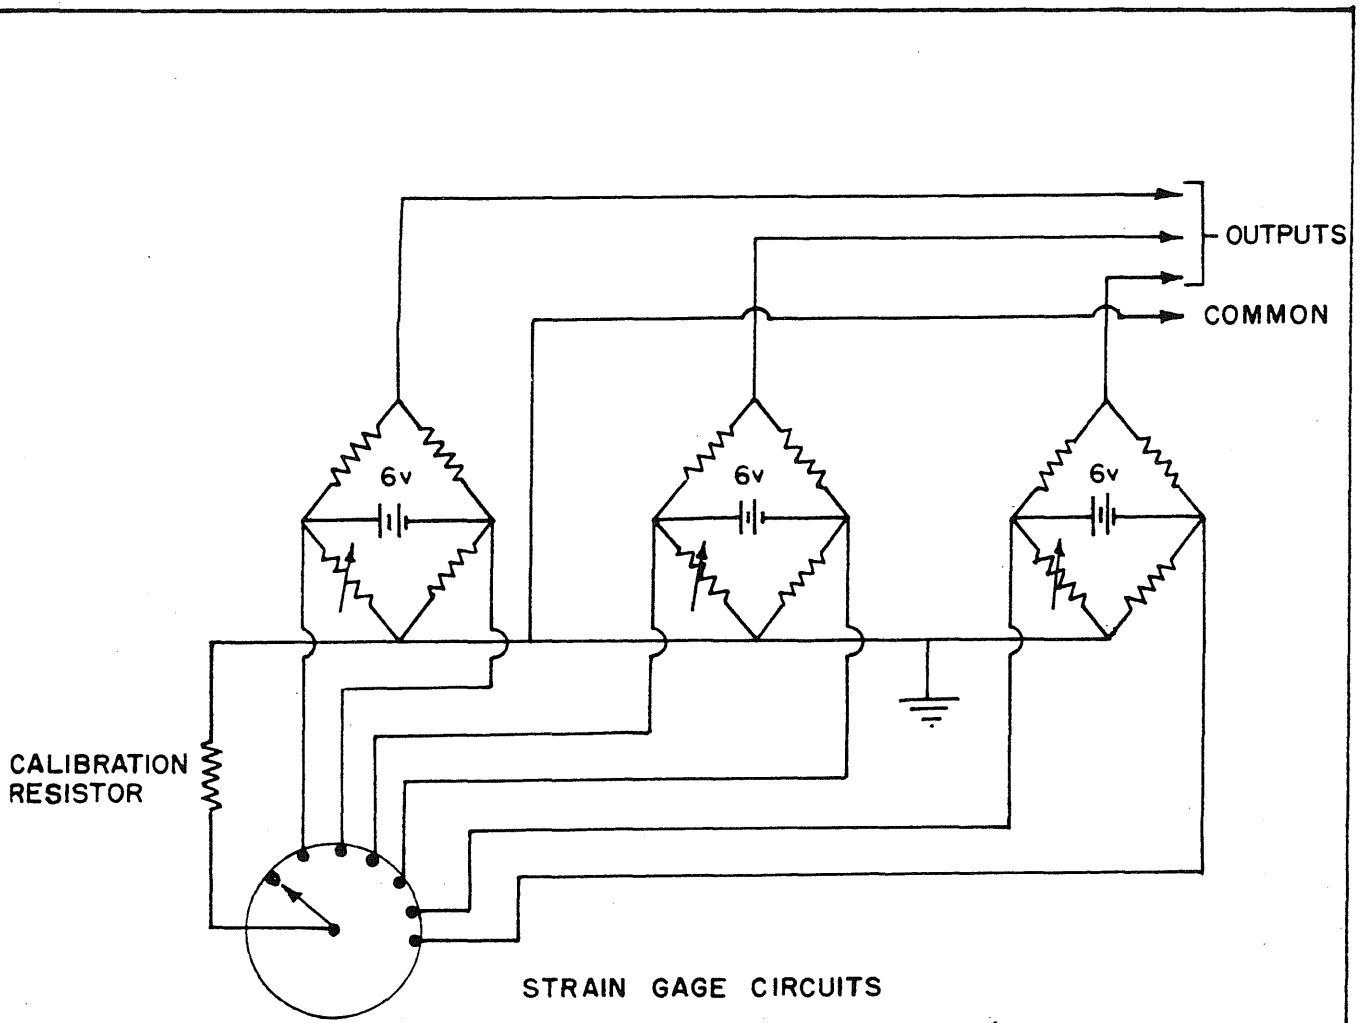 OUTPUTS
COMMON
6v
6v
6v
CALIBRATION
RESISTOR
STRAIN GAGE CIRCUITS